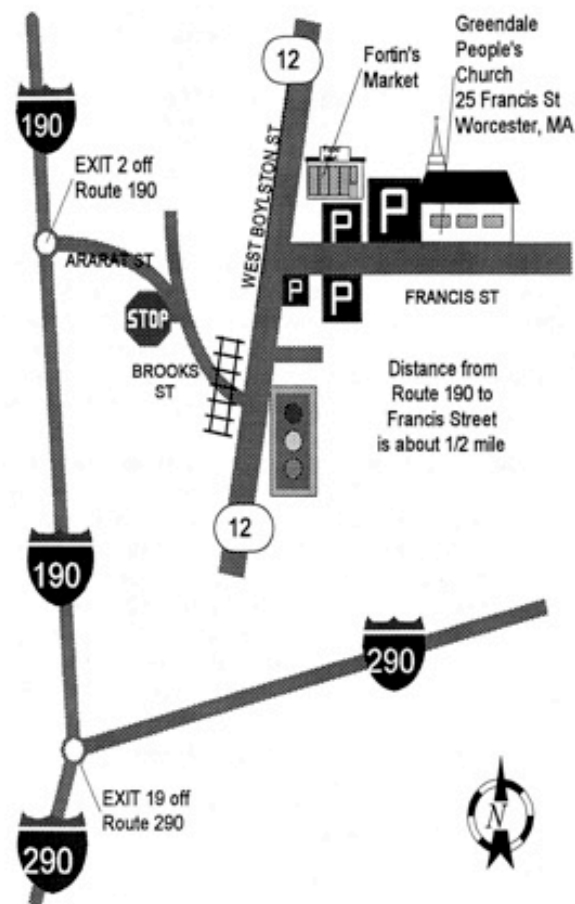 12
Fortin's
Market
Greendale
People's
Church
25 Francis St
Worcester, MA
190
EXIT 2 off
Route 190
WEST BOYLSTON ST
P
P
ARARAT ST
P
P
FRANCIS ST
STOP
BROOKS
ST
Distance from
Route 190 to
Francis Street
is about 1/2 mile
12
190
290
EXIT 19 off
Route 290
N
290